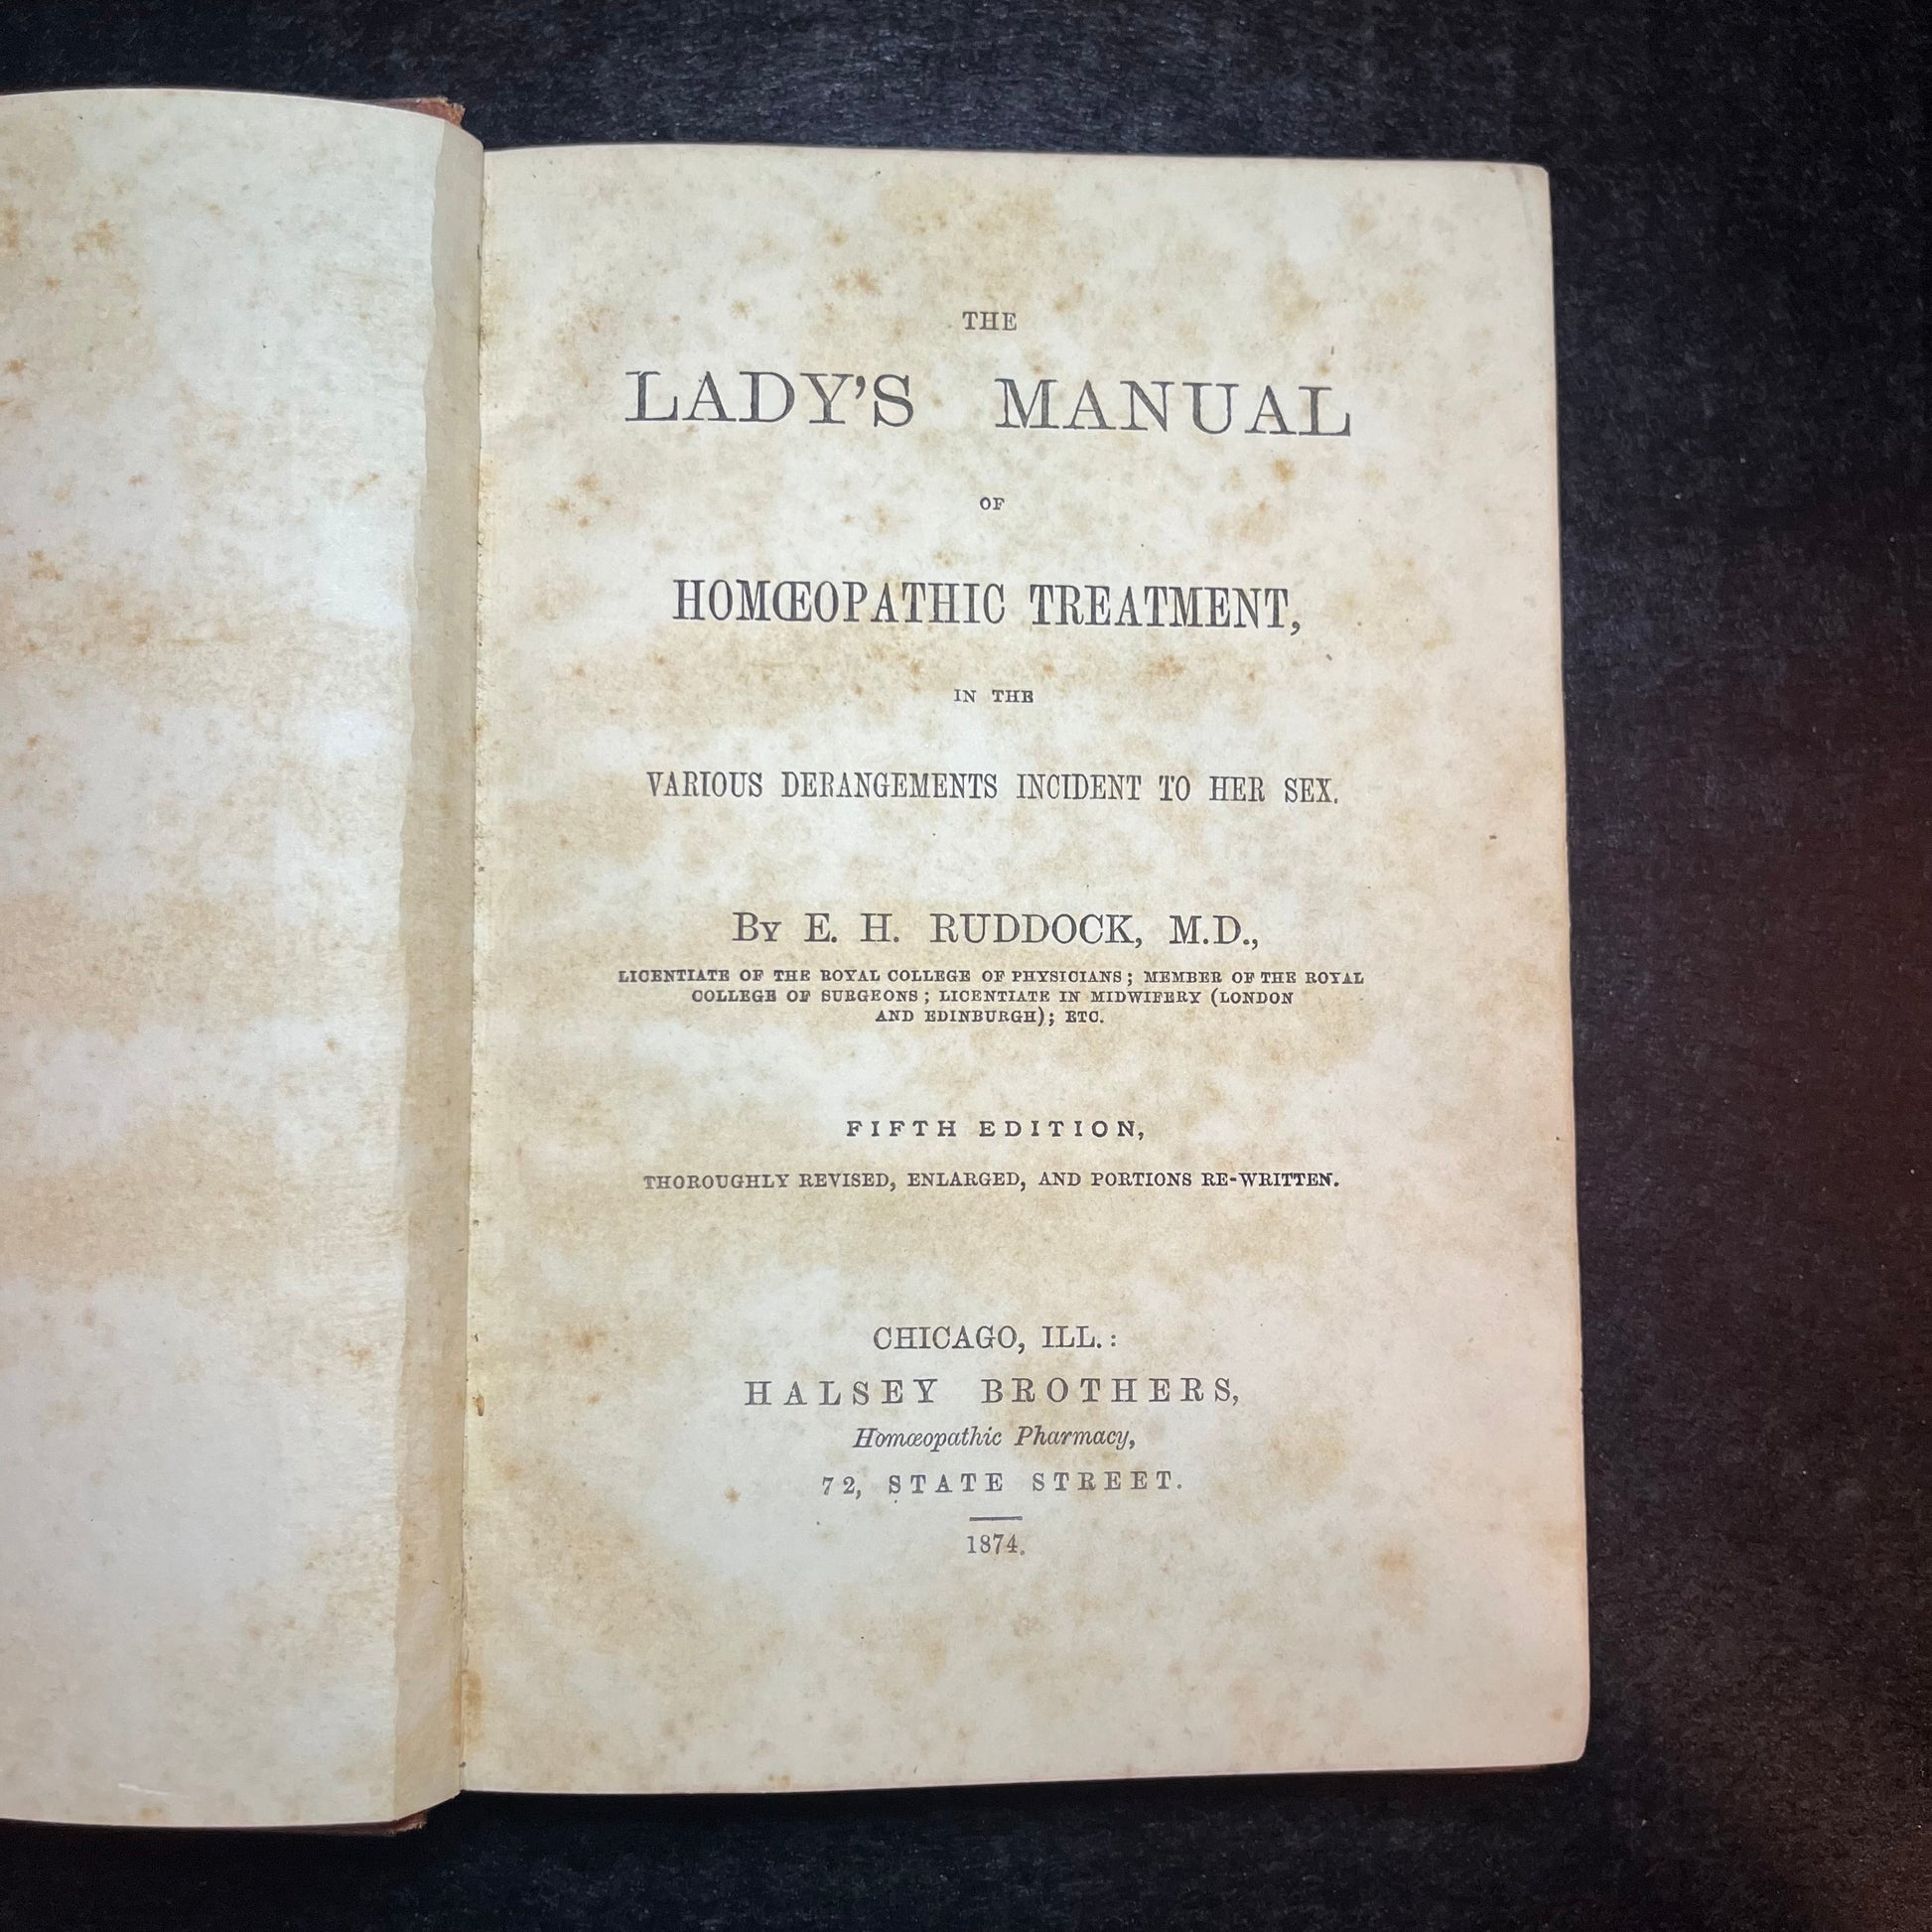 THE
LADY'S MANUAL
OF
HOMŒOPATHIC TREATMENT,
IN THE
VARIOUS DERANGEMENTS INCIDENT TO HER SEX.
BY E. H. RUDDOCK, M.D.,
LICENTIATE OF THE ROYAL COLLEGE OF PHYSICIANS; MEMBER OF THE ROYAL
COLLEGE OF SURGEONS; LICENTIATE IN MIDWIFERY (LONDON
AND EDINBURGH); ETC.
FIFTH EDITION,
THOROUGHLY REVISED, ENLARGED, AND PORTIONS RE-WRITTEN.
CHICAGO, ILL.:
HALSEY BROTHERS,
Homœopathic Pharmacy,
72, STATE STREET.
1874.